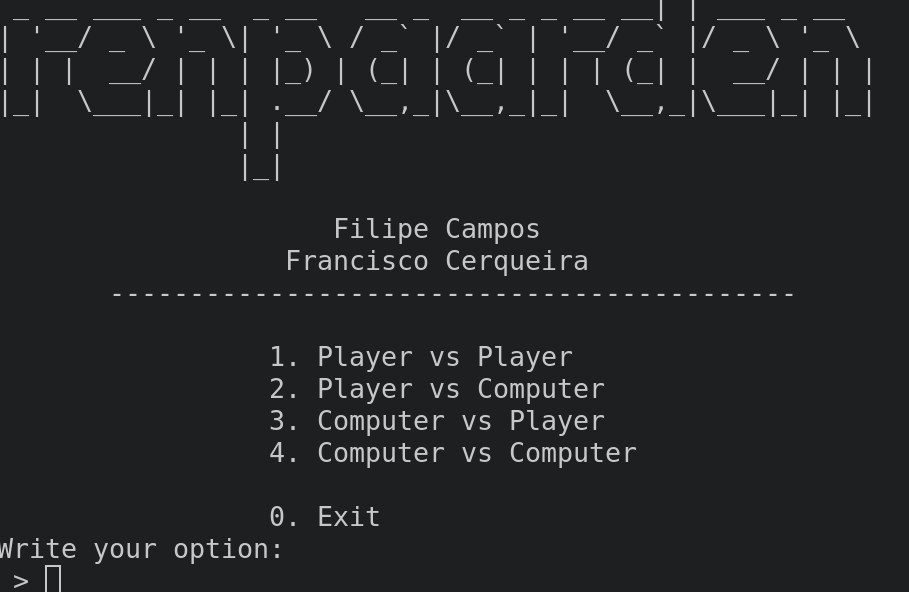 renpaarden
Filipe Campos
Francisco Cerqueira
-------------------------------------------
1. Player vs Player
2. Player vs Computer
3. Computer vs Player
4. Computer vs Computer
0. Exit
Write your option:
>